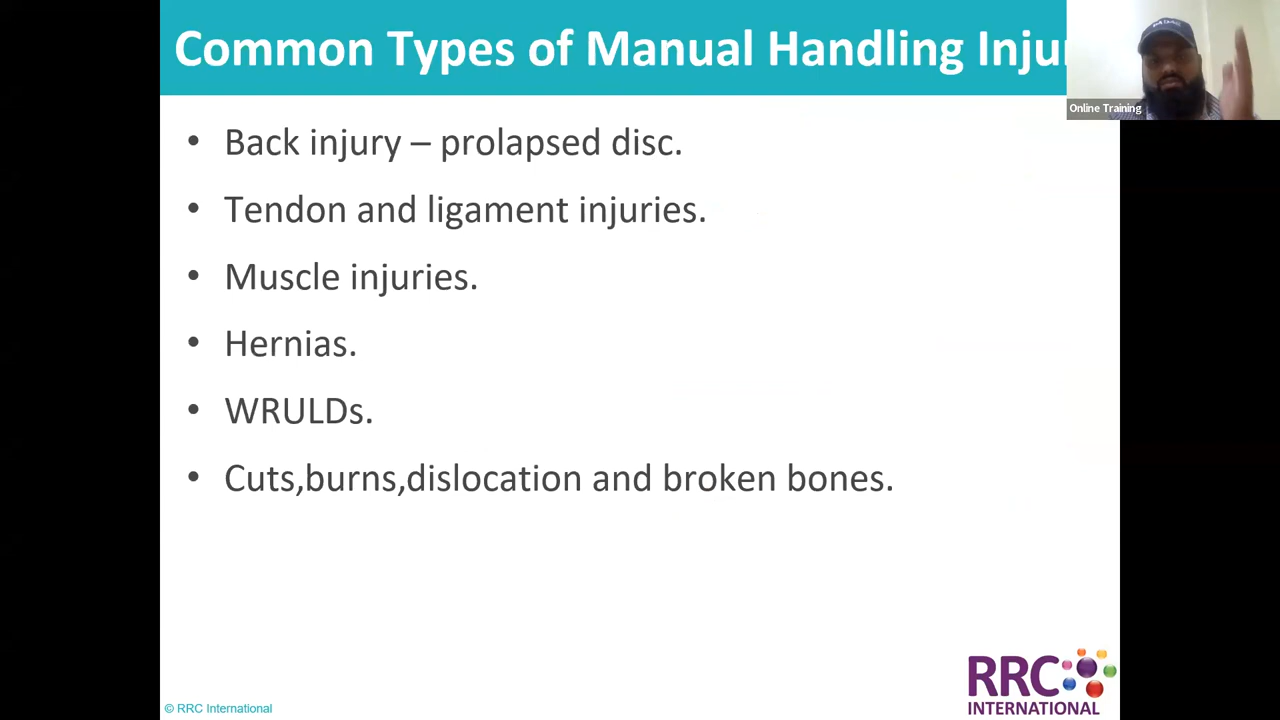 Common Types of Manual Handling Inju
Online Training
• Back injury – prolapsed disc.
• Tendon and ligament injuries.
• Muscle injuries.
• Hernias.
• WRULDs.
• Cuts,burns,dislocation and broken bones.
RRC
INTERNATIONAL
© RRC International